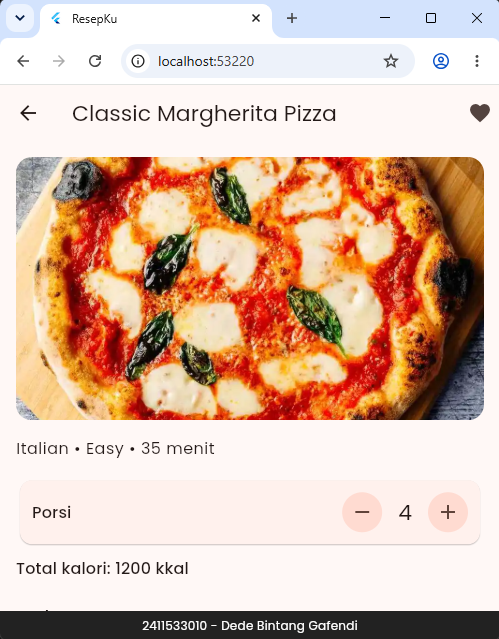 ResepKu
localhost:53220
Classic Margherita Pizza
Italian • Easy • 35 menit
Porsi
4
Total kalori: 1200 kkal
2411533010 - Dede Bintang Gafendi